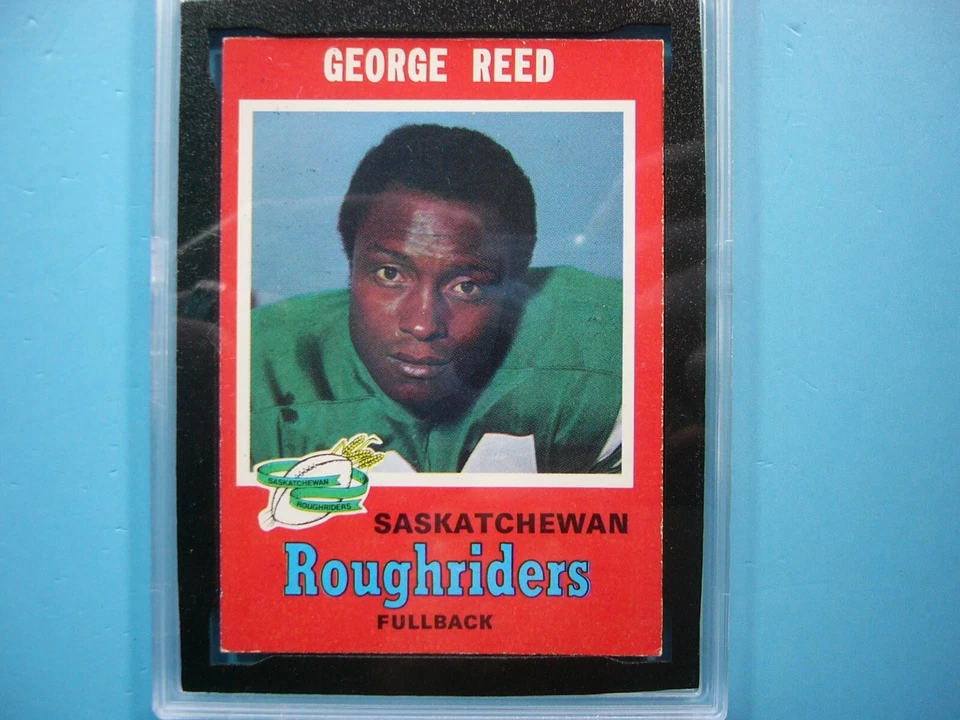 GEORGE REED
SASKATCHEWAN
ROUGHRIDERS
SASKATCHEWAN
Roughriders
FULLBACK